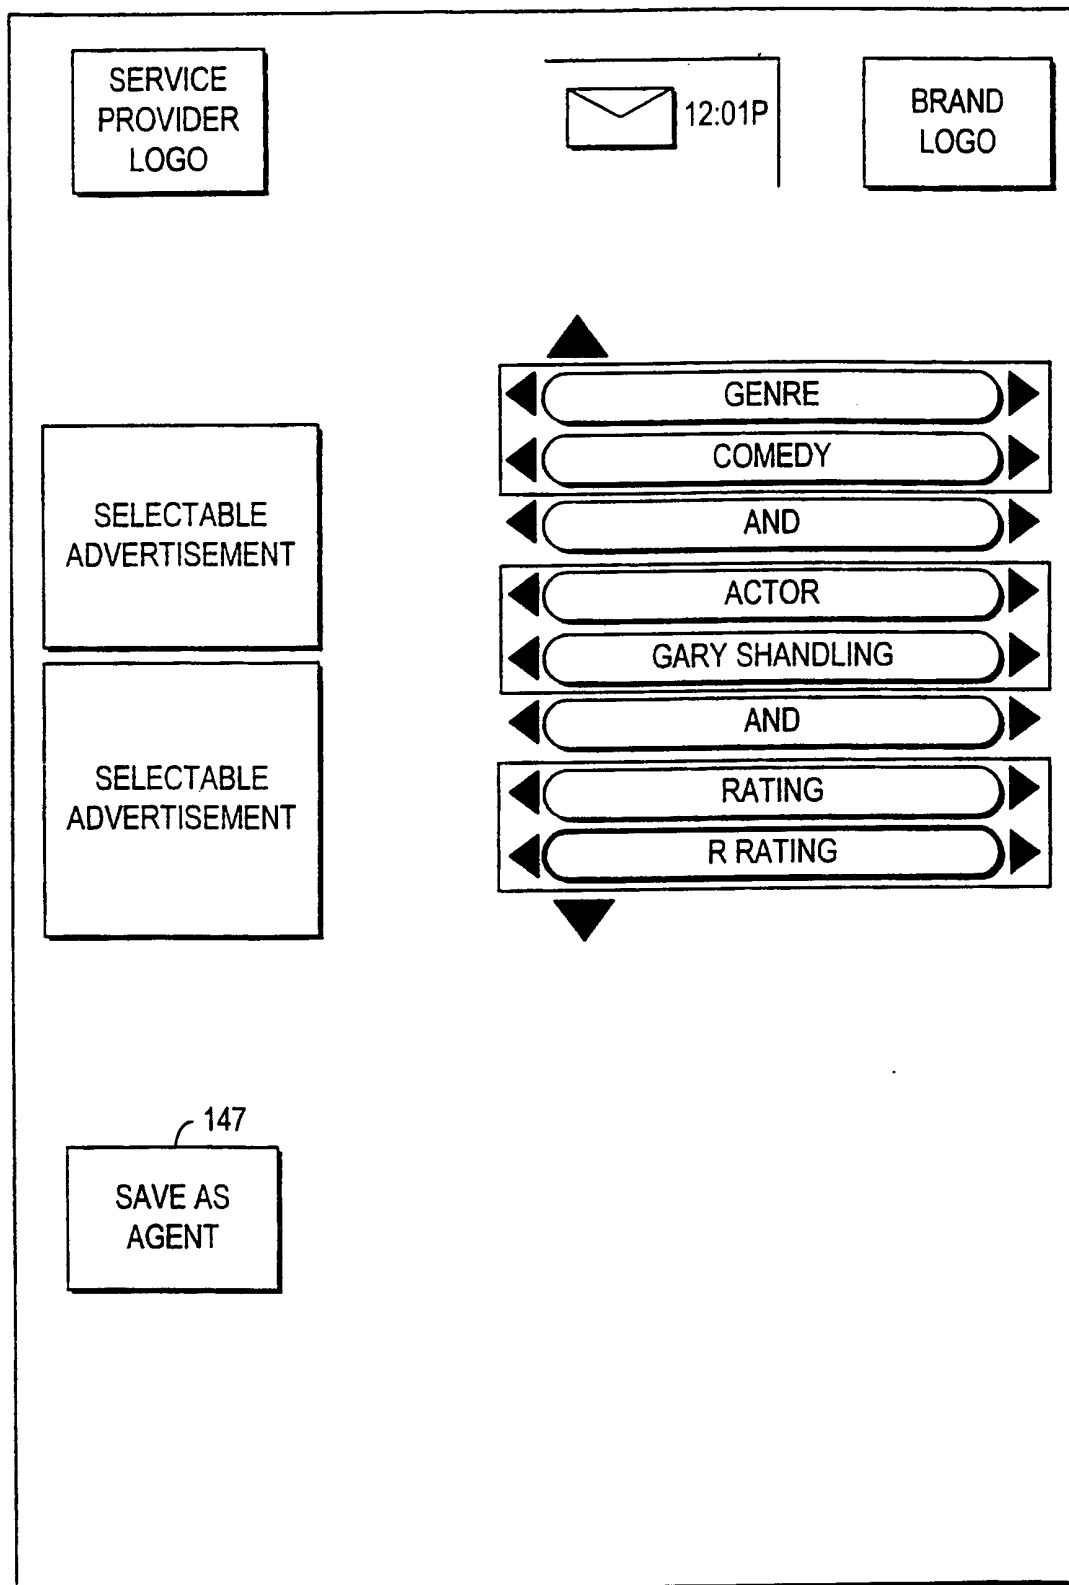 SERVICE
PROVIDER
LOGO
12:01P
BRAND
LOGO
GENRE
COMEDY
AND
ACTOR
GARY SHANDLING
AND
RATING
R RATING
SELECTABLE
ADVERTISEMENT
SELECTABLE
ADVERTISEMENT
147
SAVE AS
AGENT